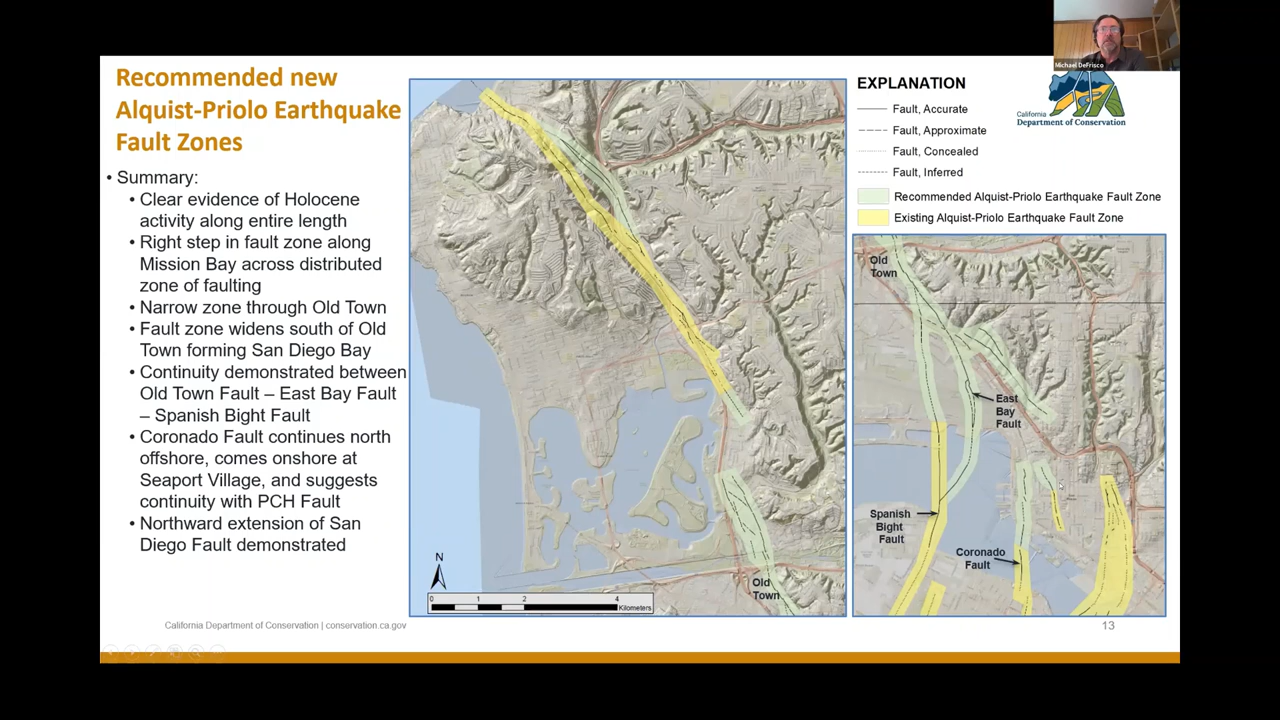 Recommended new
Alquist-Priolo Earthquake
Fault Zones
• Summary:
• Clear evidence of Holocene
activity along entire length
• Right step in fault zone along
Mission Bay across distributed
zone of faulting
• Narrow zone through Old Town
• Fault zone widens south of Old
Town forming San Diego Bay
• Continuity demonstrated between
Old Town Fault – East Bay Fault
– Spanish Bight Fault
• Coronado Fault continues north
offshore, comes onshore at
Seaport Village, and suggests
continuity with PCH Fault
• Northward extension of San
Diego Fault demonstrated
N
0 1 2 4
Kilometers
Old
Town
EXPLANATION
Fault, Accurate
Fault, Approximate
Fault, Concealed
Fault, Inferred
Recommended Alquist-Priolo Earthquake Fault Zone
Existing Alquist-Priolo Earthquake Fault Zone
Michael DeFrisco
California
Department of Conservation
Old
Town
East
Bay
Fault
Spanish
Bight
Fault
Coronado
Fault
California Department of Conservation | conservation.ca.gov
13